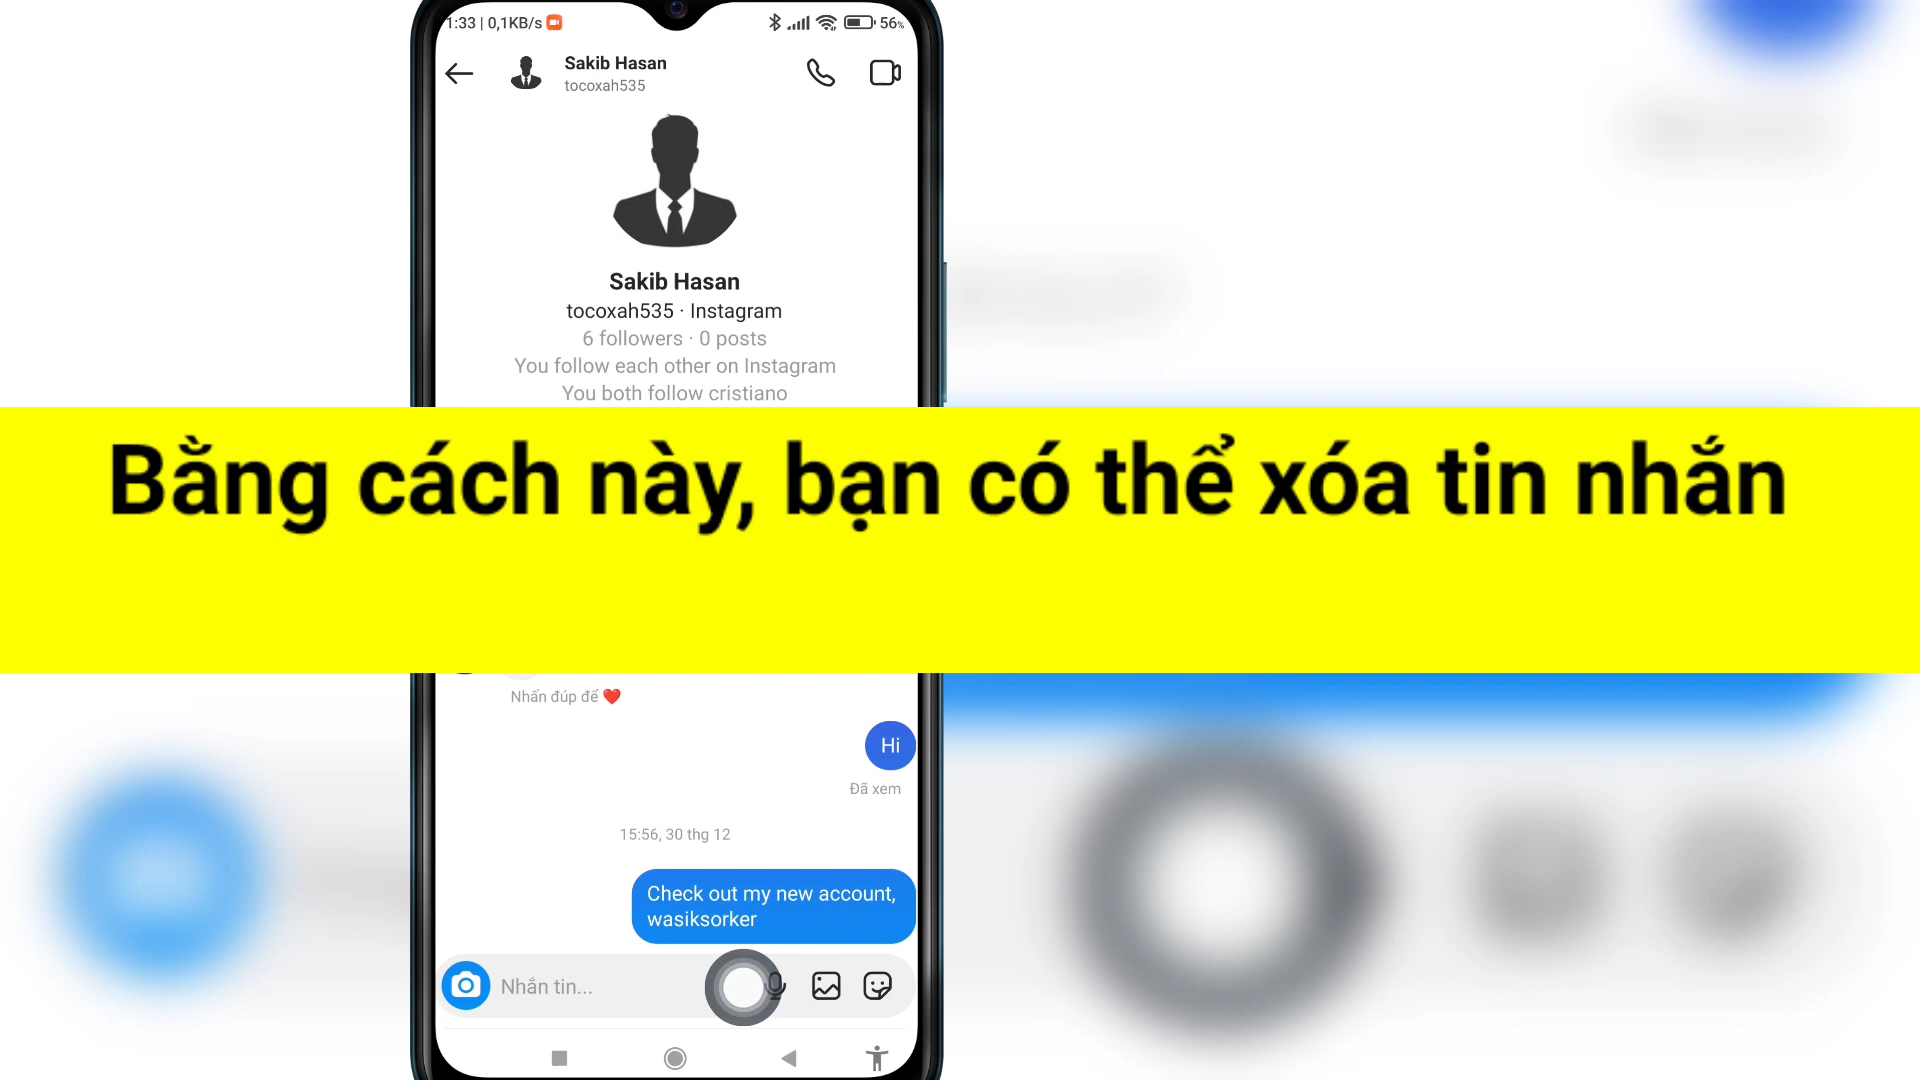 1:33 | 0,1KB/s
56%
Sakib Hasan
tocoxah535
Sakib Hasan
tocoxah535 · Instagram
6 followers · 0 posts
You follow each other on Instagram
You both follow cristiano
Bằng cách này, bạn có thể xóa tin nhắn
Nhấn đúp để ❤️
Hi
Đã xem
15:56, 30 thg 12
Check out my new account,
wasiksorker
Nhắn tin...